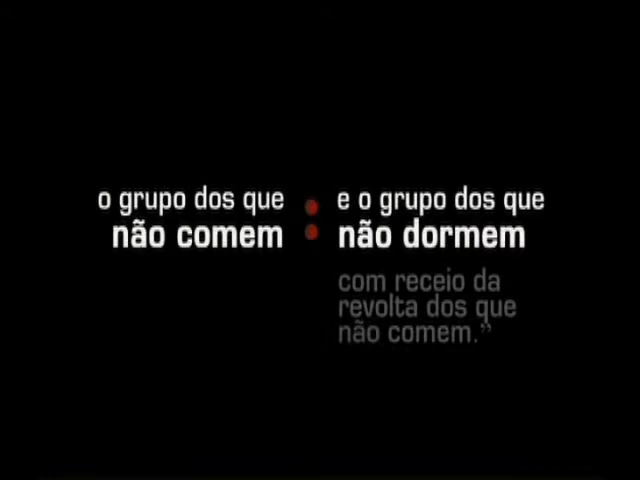 o grupo dos que
não comem
:
e o grupo dos que
não dormem
com receio da
revolta dos que
não comem.”